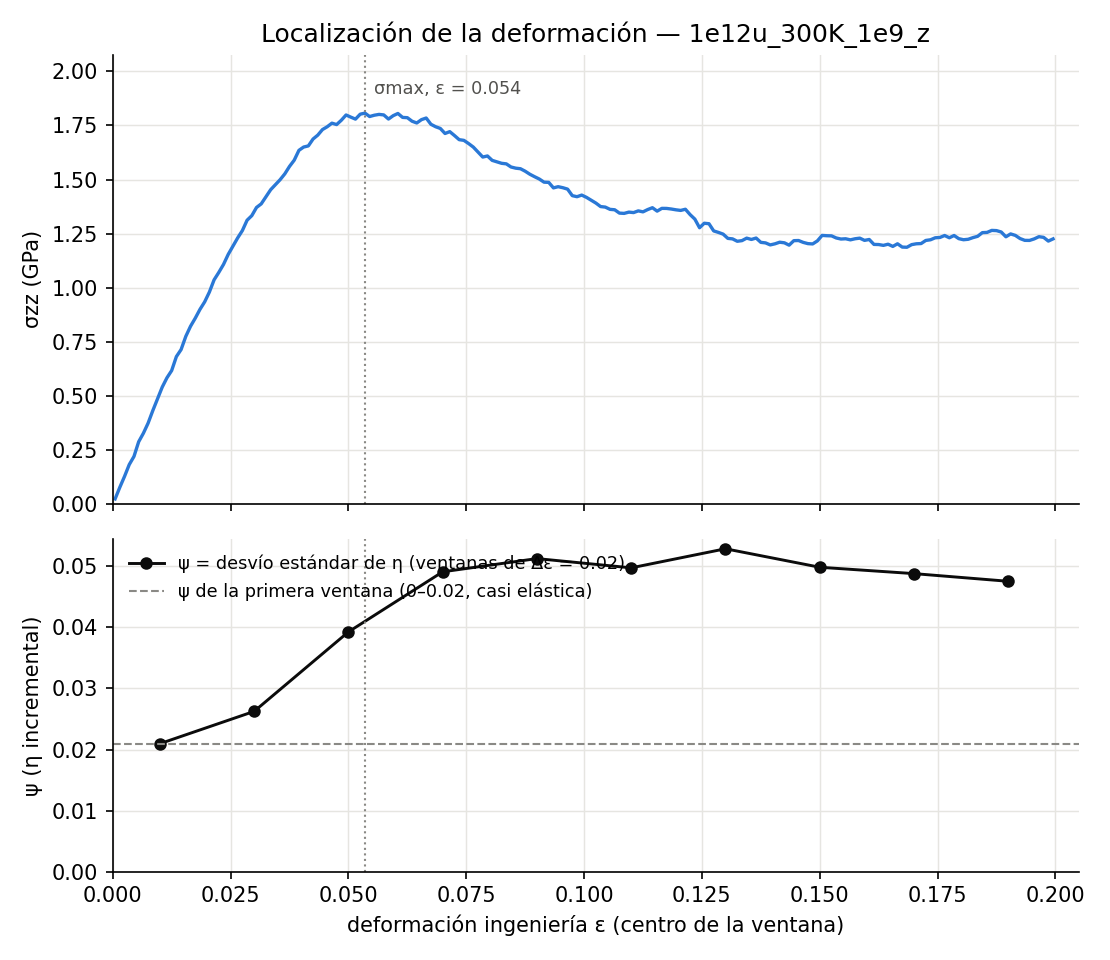 Localización de la deformación — 1e12u_300K_1e9_z
σmax, ε = 0.054
2.00
1.75
1.50
1.25
1.00
0.75
0.50
0.25
0.00
σzz (GPa)
ψ = desvío estándar de η (ventanas de Δε = 0.02)
ψ de la primera ventana (0–0.02, casi elástica)
0.05
0.04
0.03
0.02
0.01
0.00
ψ (η incremental)
0.000 0.025 0.050 0.075 0.100 0.125 0.150 0.175 0.200
deformación ingeniería ε (centro de la ventana)